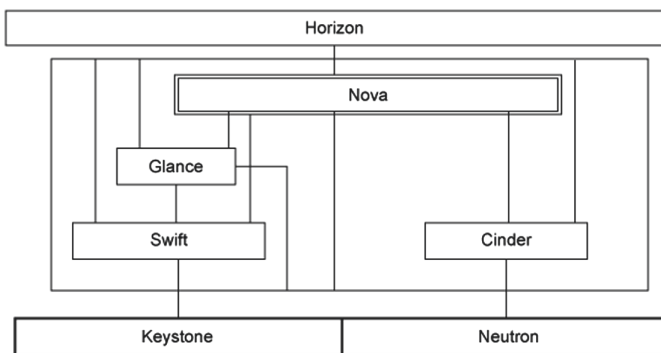 Horizon
Nova
Glance
Swift
Cinder
Keystone
Neutron